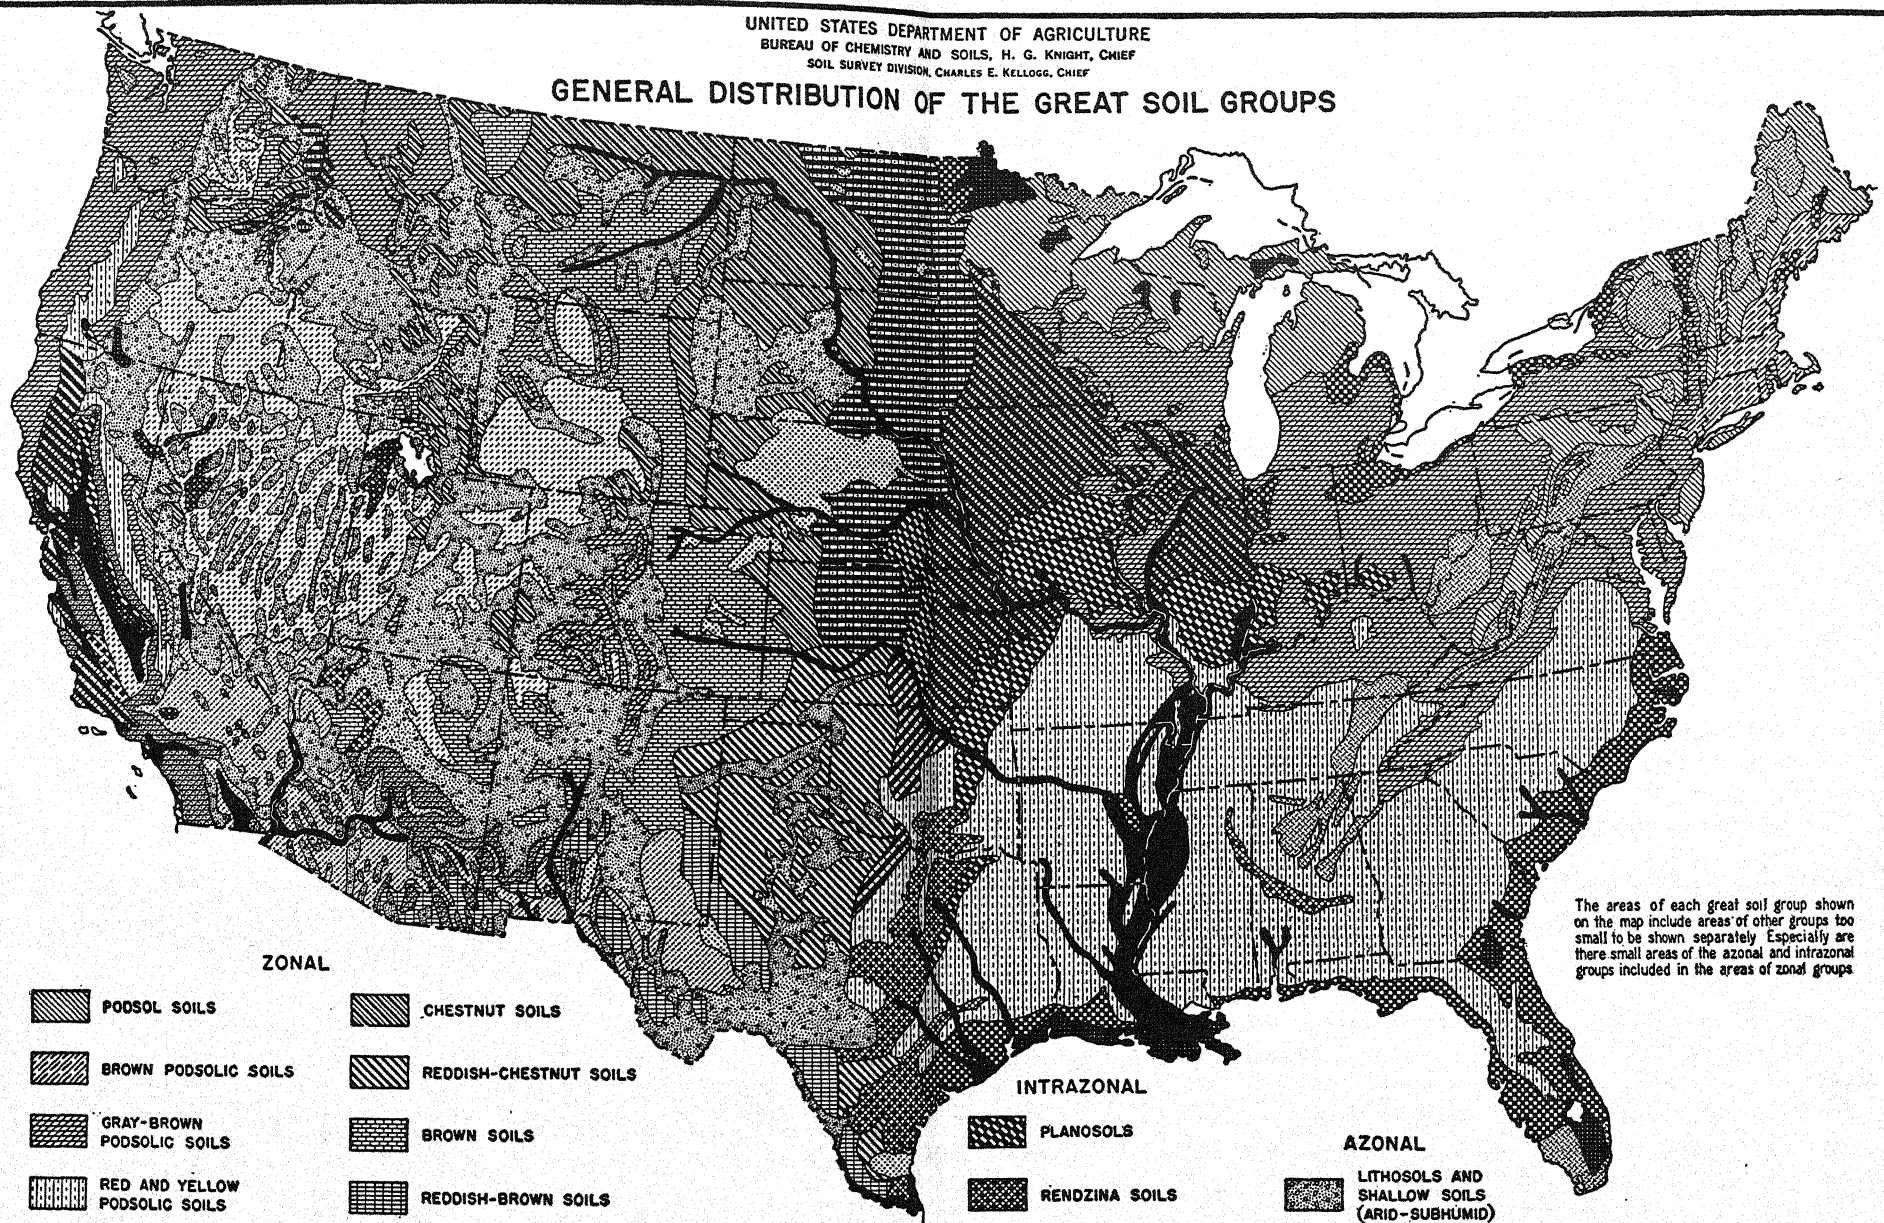 UNITED STATES DEPARTMENT OF AGRICULTURE
BUREAU OF CHEMISTRY AND SOILS, H. G. KNIGHT, CHIEF
SOIL SURVEY DIVISION, CHARLES E. KELLOGG, CHIEF
GENERAL DISTRIBUTION OF THE GREAT SOIL GROUPS
The areas of each great soil group shown
on the map include areas of other groups too
small to be shown separately Especially are
there small areas of the azonal and intrazonal
groups included in the areas of zonal groups
ZONAL
PODSOL SOILS
BROWN PODSOLIC SOILS
GRAY-BROWN
PODSOLIC SOILS
RED AND YELLOW
PODSOLIC SOILS
CHESTNUT SOILS
REDDISH-CHESTNUT SOILS
BROWN SOILS
REDDISH-BROWN SOILS
INTRAZONAL
PLANOSOLS
RENDZINA SOILS
AZONAL
LITHOSOLS AND
SHALLOW SOILS
(ARID-SUBHUMID)